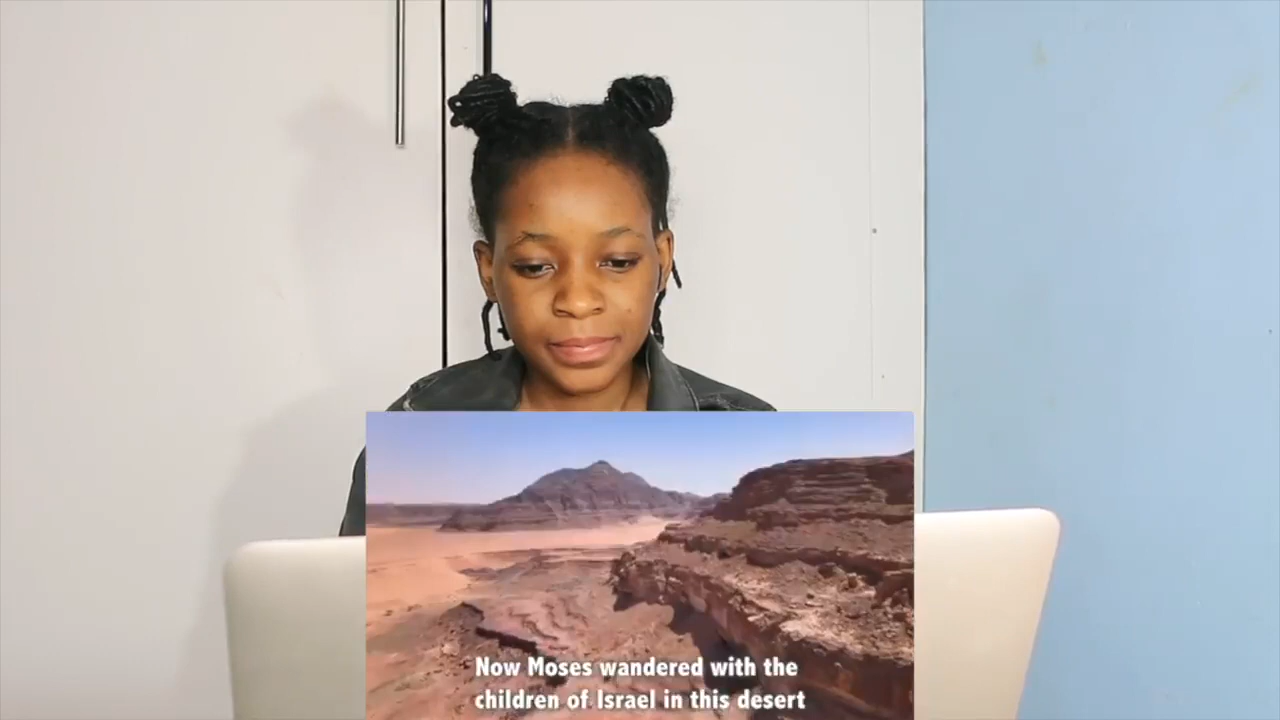 Now Moses wandered with the
children of Israel in this desert